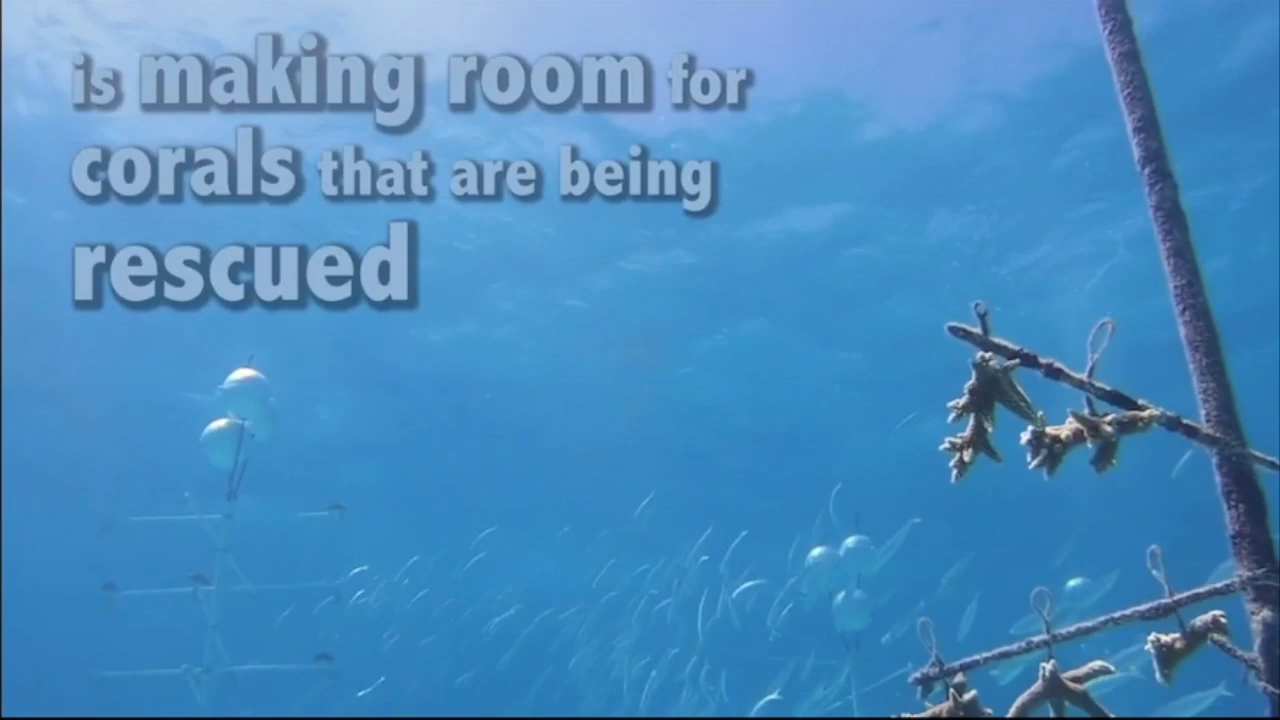 is making room for
corals that are being
rescued